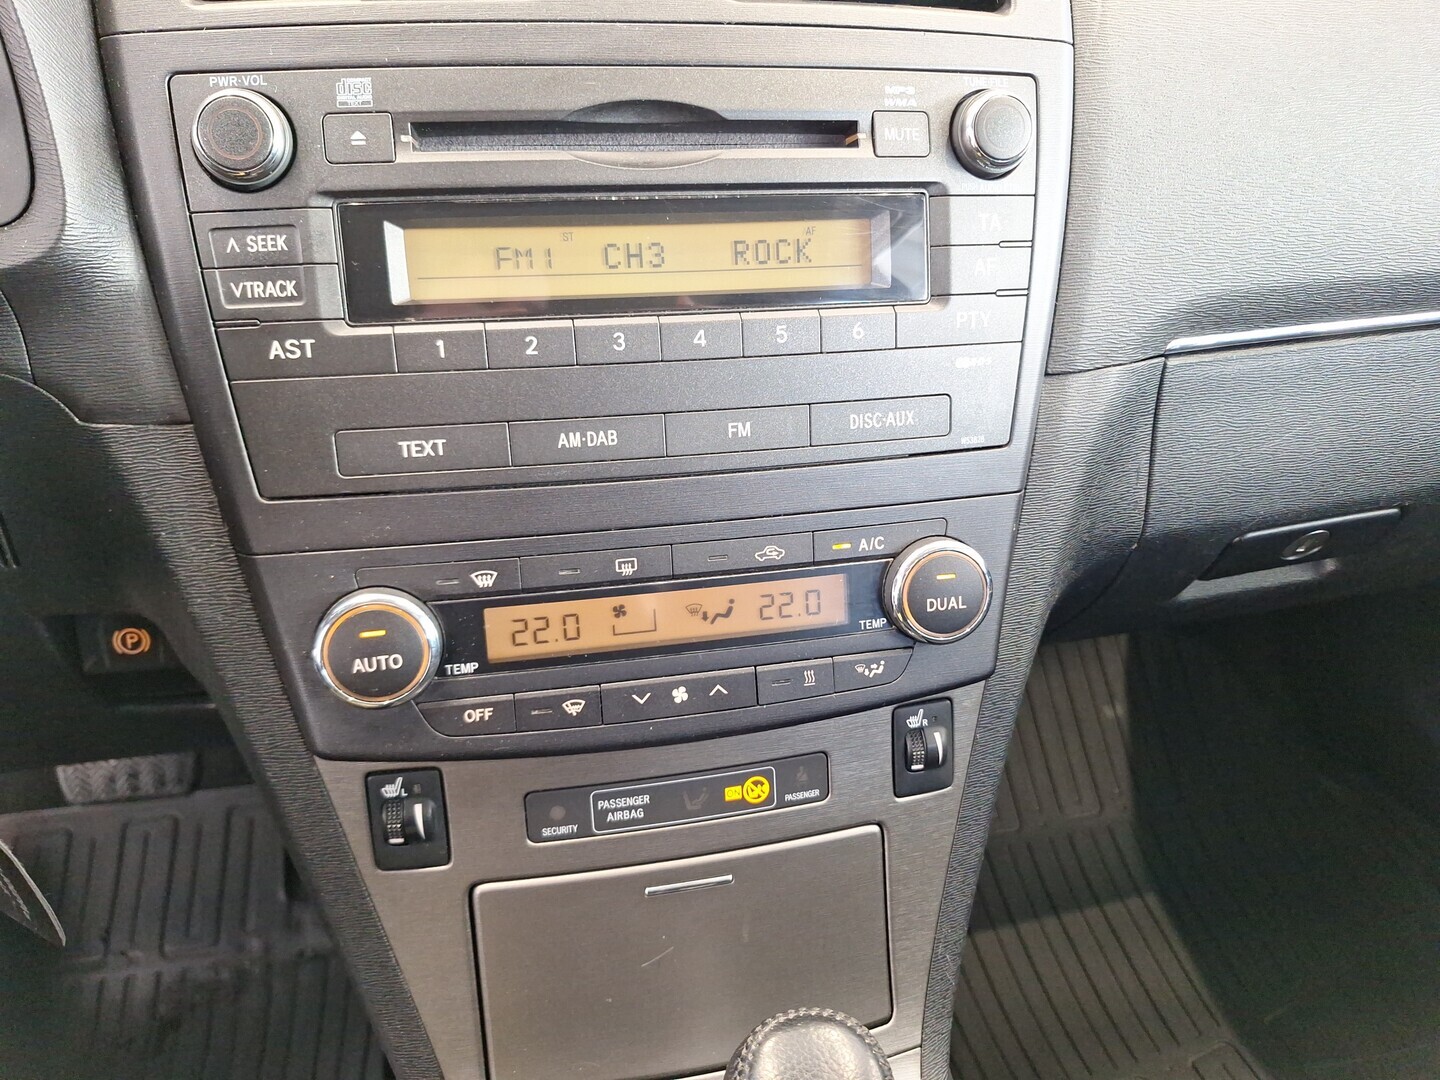 PWR·VOL
disc
TEXT
MP3
WMA
MUTE
∧ SEEK
∨TRACK
ST
AF
FM1 CH3 ROCK
TA
AF
PTY
AST 1 2 3 4 5 6
TEXT AM·DAB FM DISC·AUX
A/C
AUTO
TEMP
22.0 22.0
TEMP
DUAL
OFF
P
L
R
SECURITY
PASSENGER
AIRBAG
ON
PASSENGER